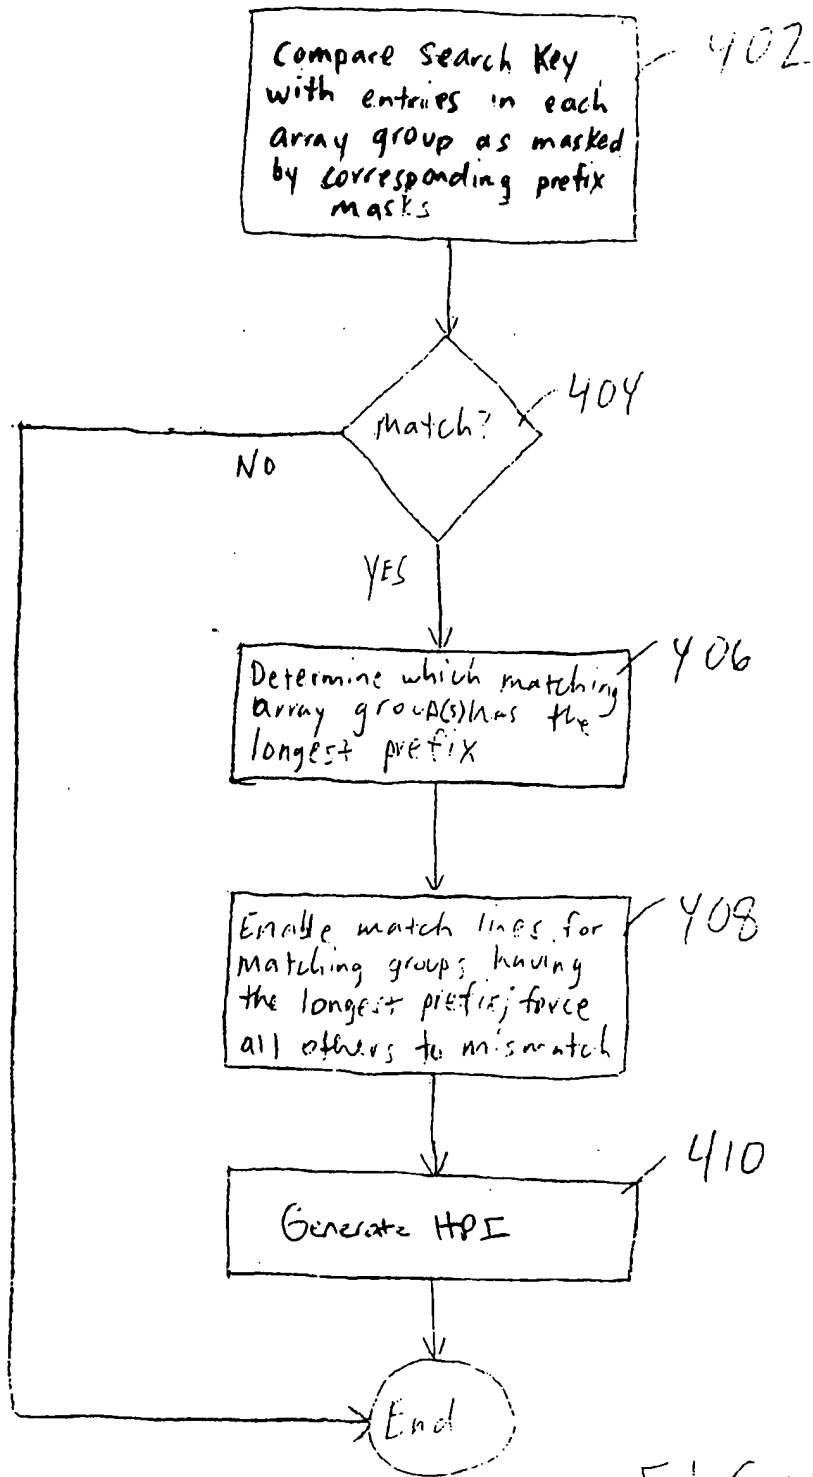 Compare Search Key
with entries in each
array group as masked
by corresponding prefix
masks
402
Match?
404
NO
YES
Determine which matching
array group(s) has the
longest prefix
406
Enable match lines for
matching groups having
the longest prefix; force
all others to mismatch
408
Generate HPI
410
End